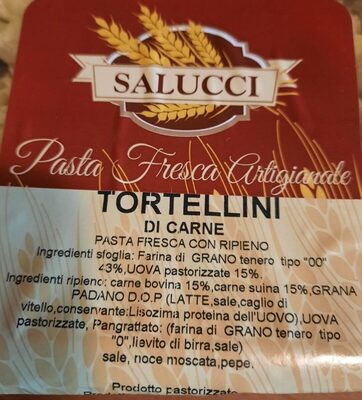 SALUCCI
Pasta Fresca Artigianale
TORTELLINI
DI CARNE
PASTA FRESCA CON RIPIENO
Ingredienti sfoglia: Farina di GRANO tenero tipo "00"
43%,UOVA pastorizzate 15%.
Ingredienti ripieno: carne bovina 15%,carne suina 15%,GRANA
PADANO D.O.P (LATTE,sale,caglio di
vitello,conservante:Lisozima proteina dell'UOVO),UOVA
pastorizzate, Pangrattato: (farina di GRANO tenero tipo
"0",lievito di birra,sale)
sale, noce moscata,pepe.
Prodotto pastorizzato